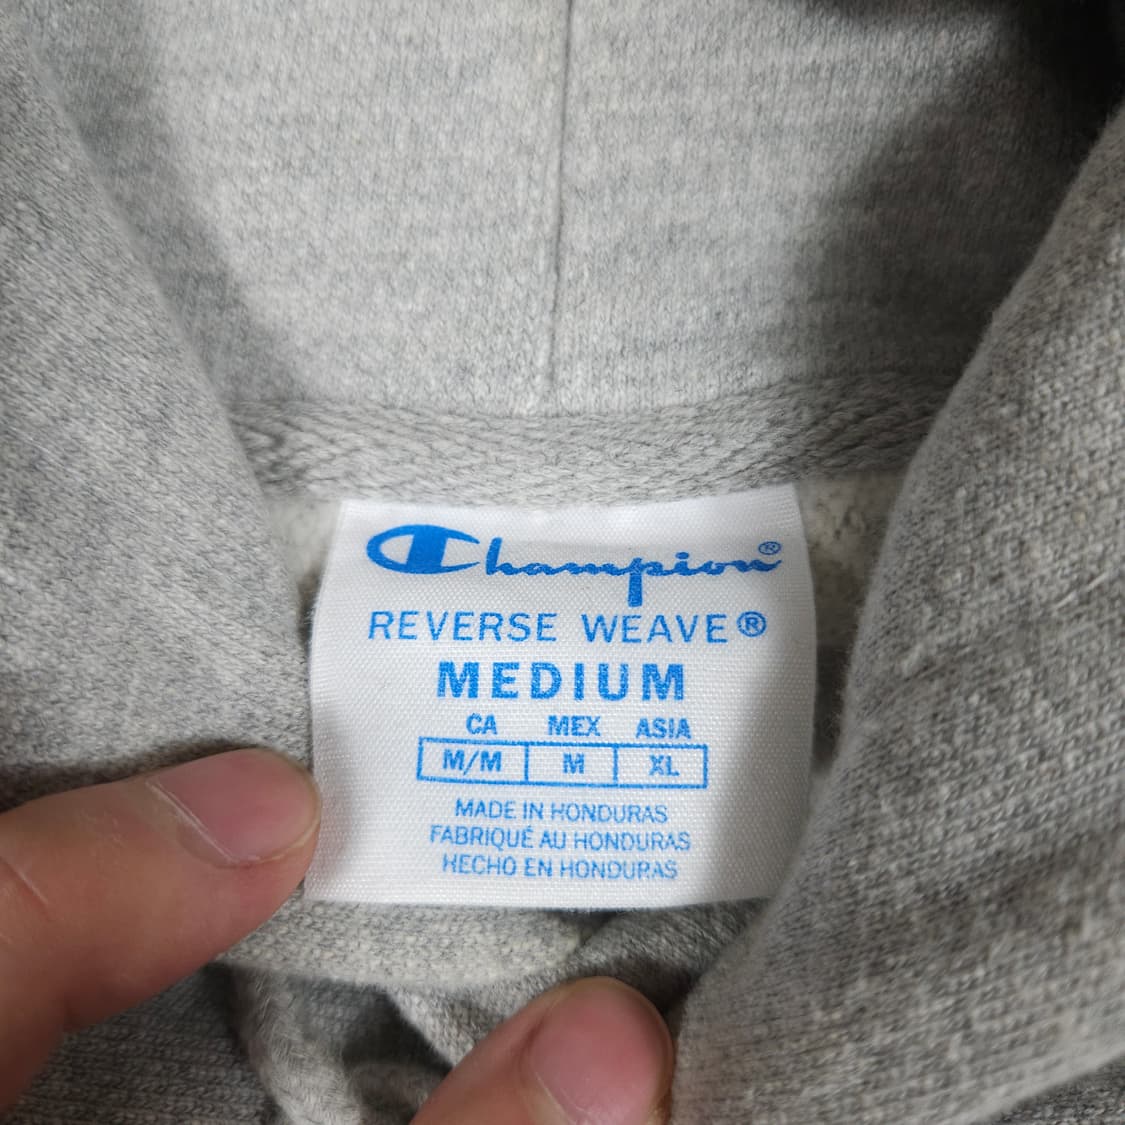 Champion®
REVERSE WEAVE®
MEDIUM
CA MEX ASIA
M/M M XL
MADE IN HONDURAS
FABRIQUÉ AU HONDURAS
HECHO EN HONDURAS